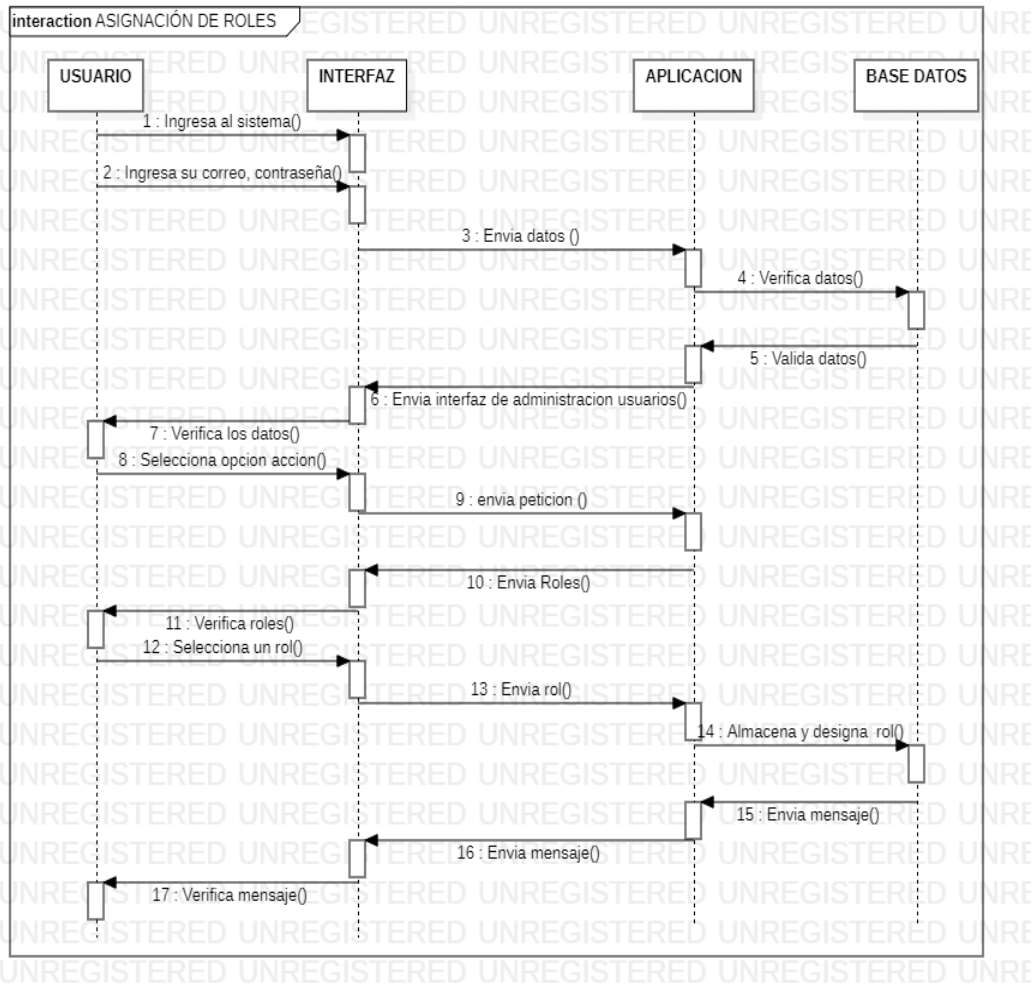 interaction ASIGNACIÓN DE ROLES
USUARIO
INTERFAZ
APLICACION
BASE DATOS
1 : Ingresa al sistema()
2 : Ingresa su correo, contraseña()
3 : Envia datos ()
4 : Verifica datos()
5 : Valida datos()
6 : Envia interfaz de administracion usuarios()
7 : Verifica los datos()
8 : Selecciona opcion accion()
9 : envia peticion ()
10 : Envia Roles()
11 : Verifica roles()
12 : Selecciona un rol()
13 : Envia rol()
14 : Almacena y designa rol()
15 : Envia mensaje()
16 : Envia mensaje()
17 : Verifica mensaje()
UNREGISTERED